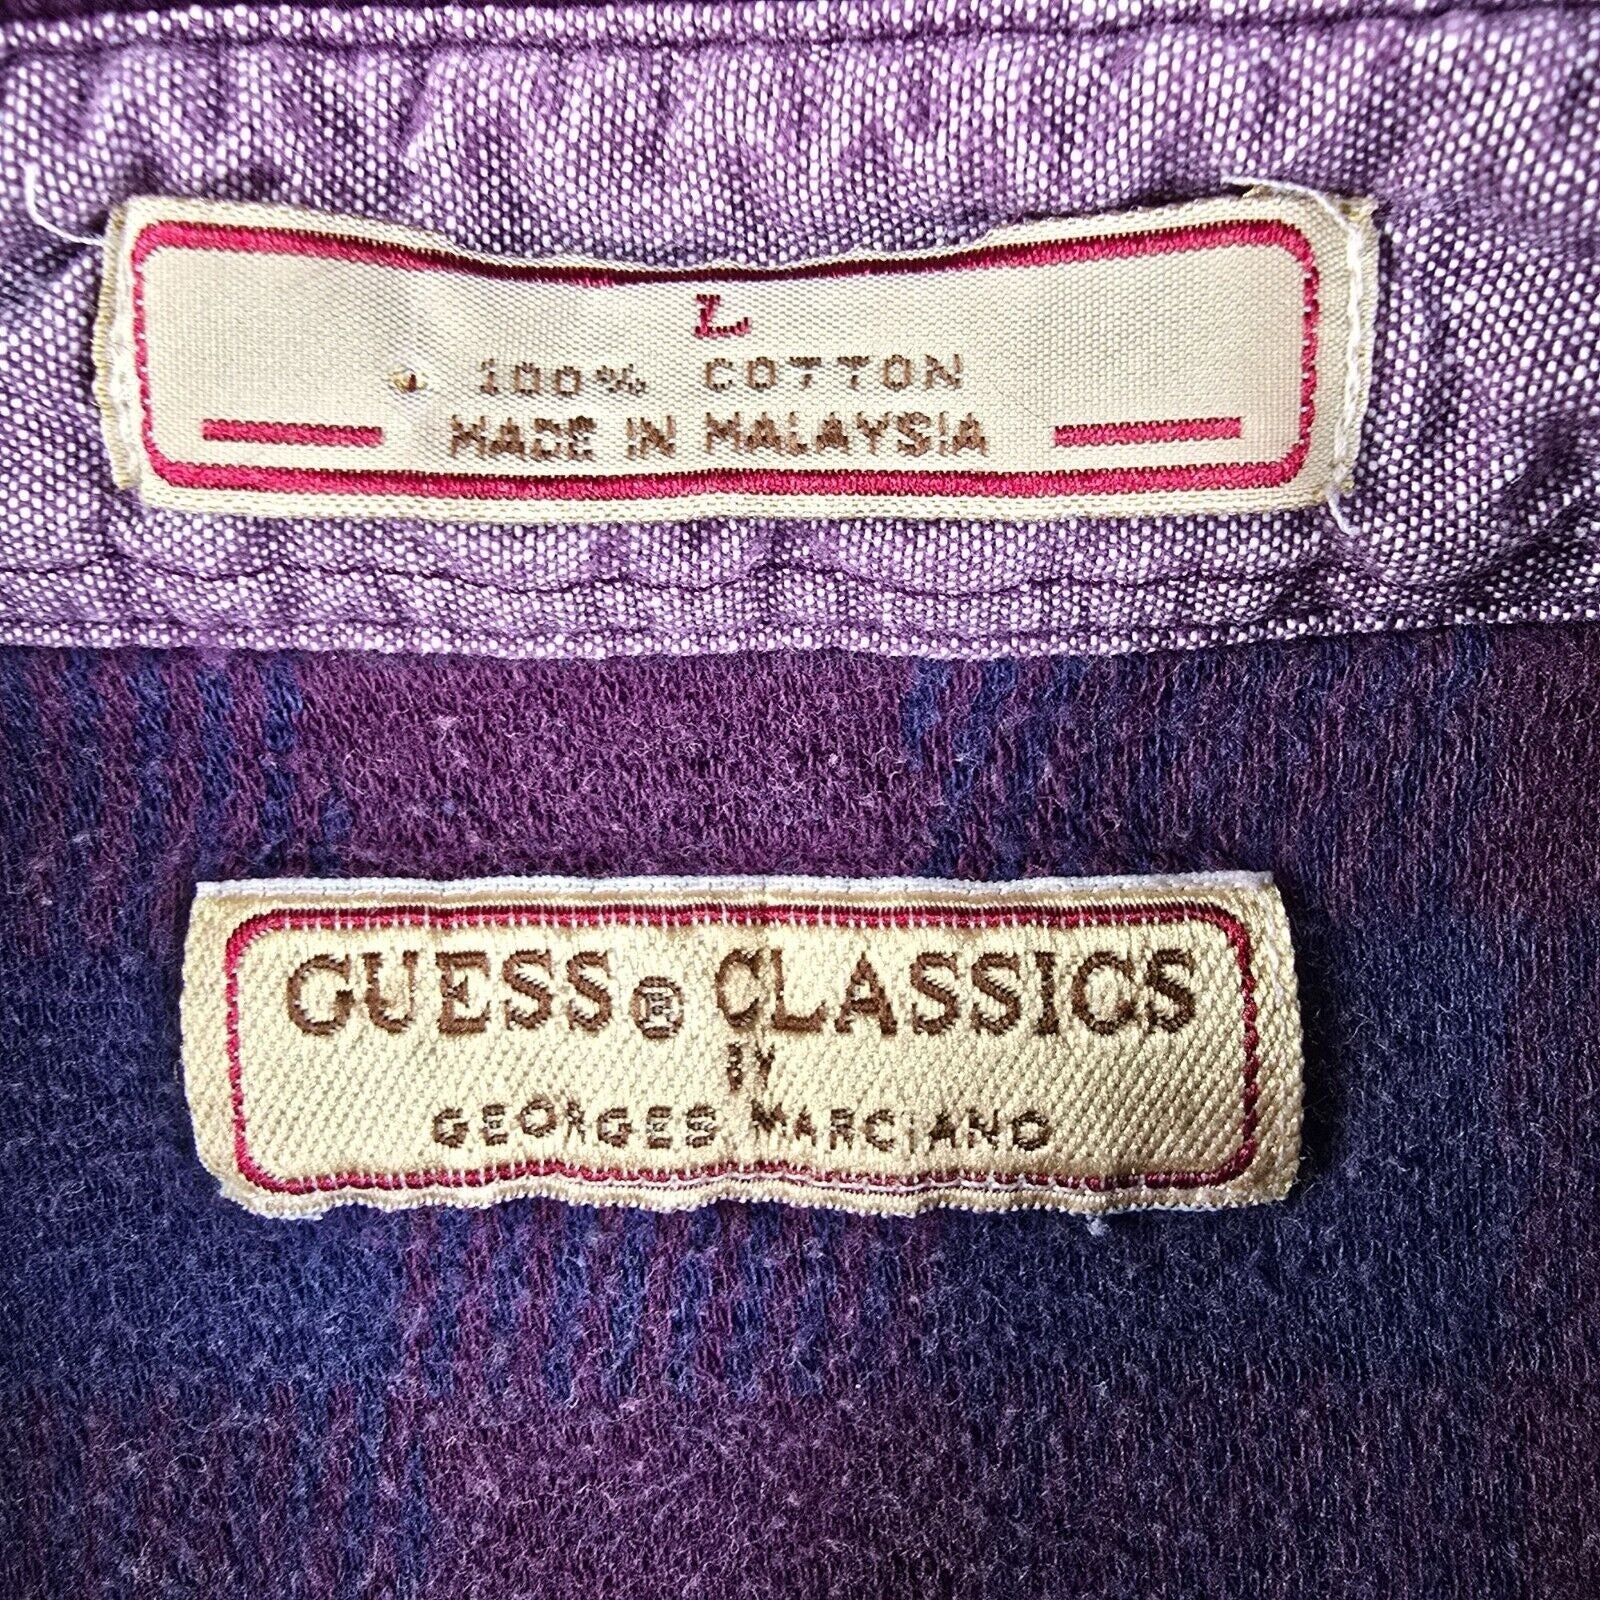 L
100% COTTON
MADE IN MALAYSIA
GUESS® CLASSICS
BY
GEORGES MARCIANO